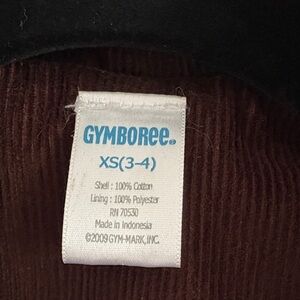 GYMBORee
XS(3-4)
Shell : 100% Cotton
Lining : 100% Polyester
RN 70530
Made in Indonesia
©2009 GYM-MARK, INC.